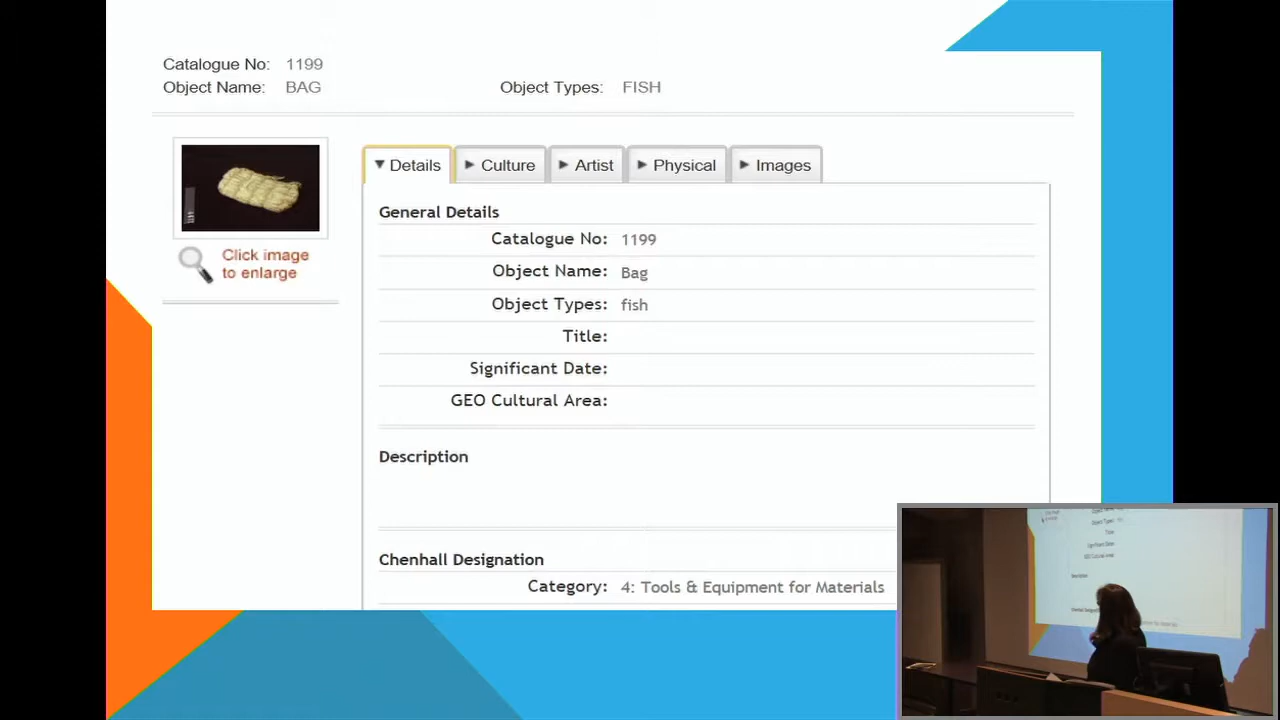 Catalogue No: 1199
Object Name: BAG
Object Types: FISH
Details
Culture
Artist
Physical
Images
Click image
to enlarge
General Details
Catalogue No: 1199
Object Name: Bag
Object Types: fish
Title:
Significant Date:
GEO Cultural Area:
Description
Chenhall Designation
Category: 4: Tools & Equipment for Materials